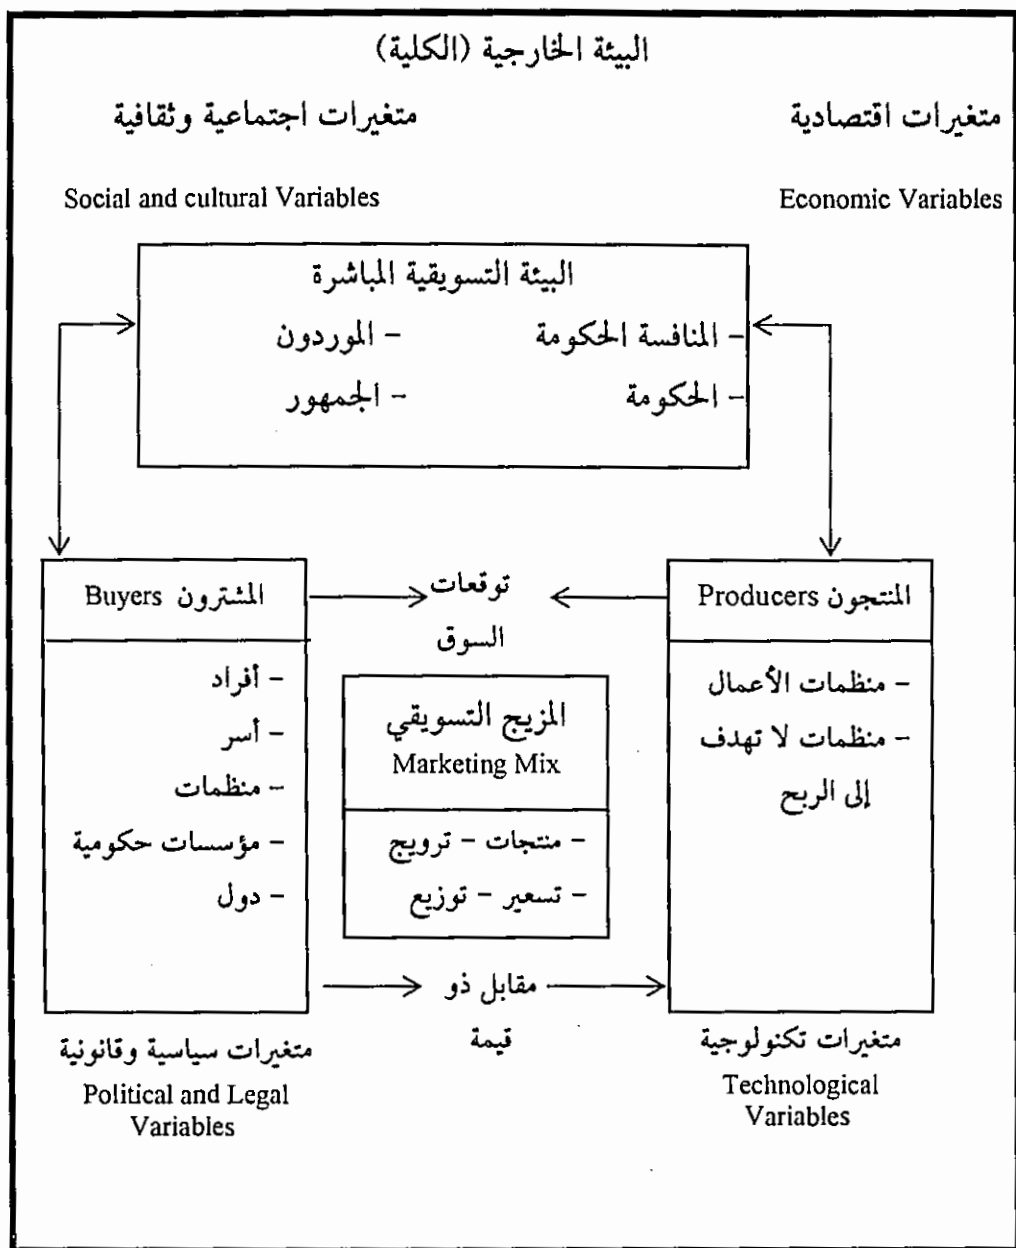 البيئة الخارجية (الكلية)
متغيرات اقتصادية
متغيرات اجتماعية وثقافية
Economic Variables
Social and cultural Variables
البيئة التسويقية المباشرة
- المنافسة الحكومة
- الموردون
- الحكومة
- الجمهور
المنتجون Producers
- منظمات الأعمال
- منظمات لا تهدف
إلى الربح
توقعات
السوق
المزيج التسويقي
Marketing Mix
- منتجات - ترويج
- تسعير - توزيع
مقابل ذو
قيمة
المشترون Buyers
- أفراد
- أسر
- منظمات
- مؤسسات حكومية
- دول
متغيرات تكنولوجية
Technological
Variables
متغيرات سياسية وقانونية
Political and Legal
Variables